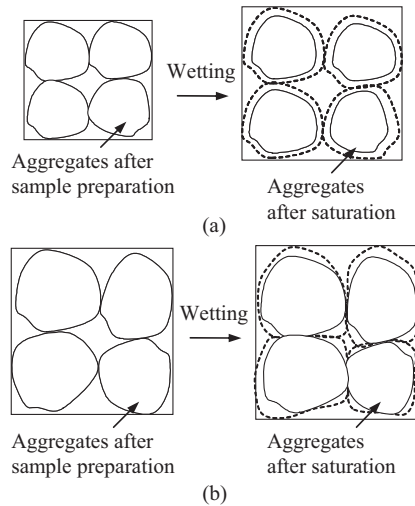 Wetting
Aggregates after
sample preparation
Aggregates
after saturation
(a)
Wetting
Aggregates after
sample preparation
Aggregates
after saturation
(b)